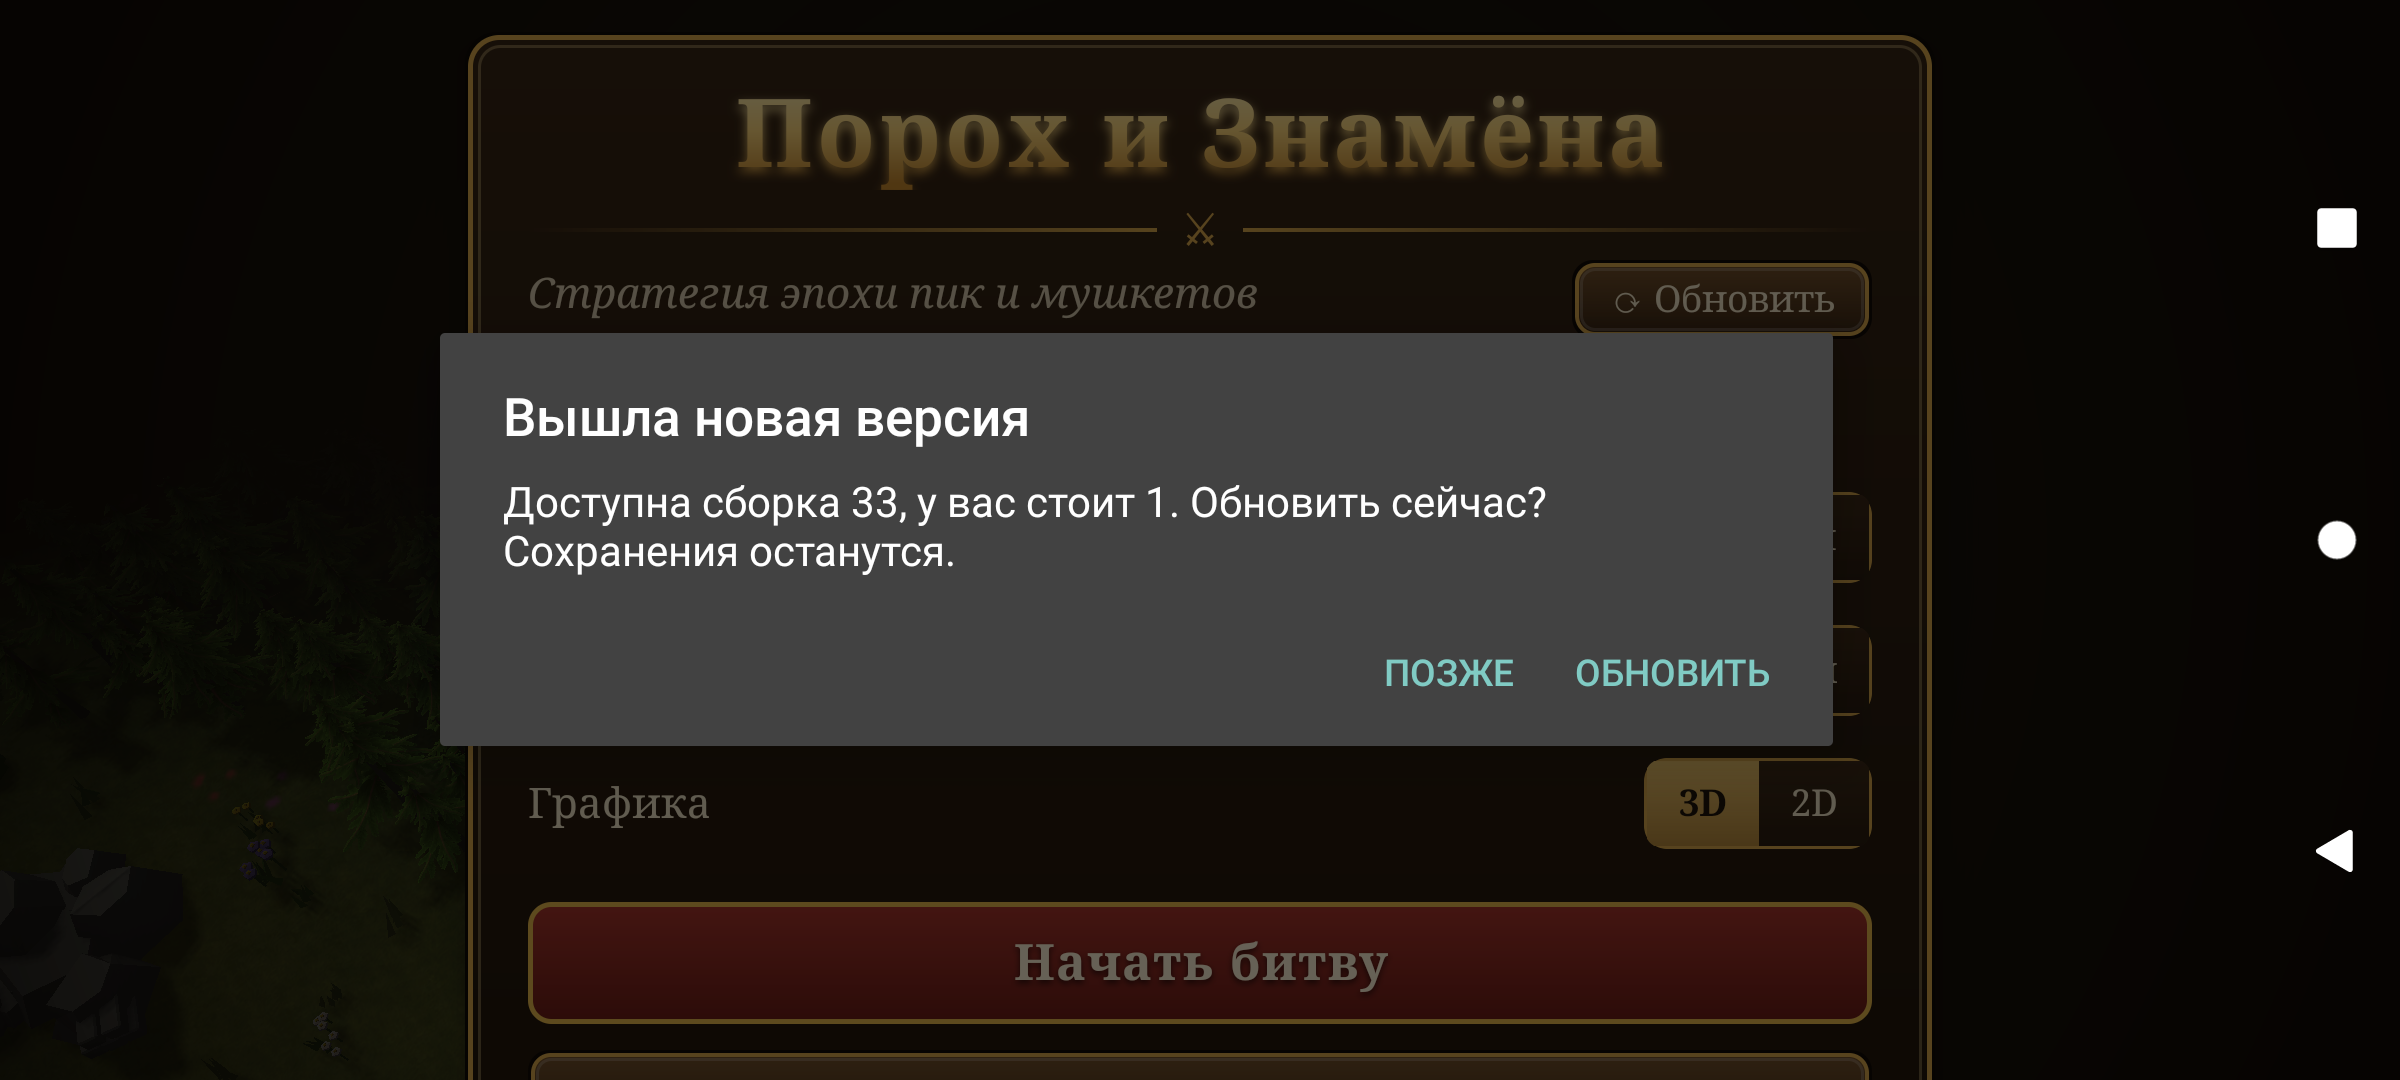 Порох и Знамёна
Стратегия эпохи пик и мушкетов
Обновить
Вышла новая версия
Доступна сборка 33, у вас стоит 1. Обновить сейчас?
Сохранения останутся.
ПОЗЖЕ ОБНОВИТЬ
Графика
3D 2D
Начать битву